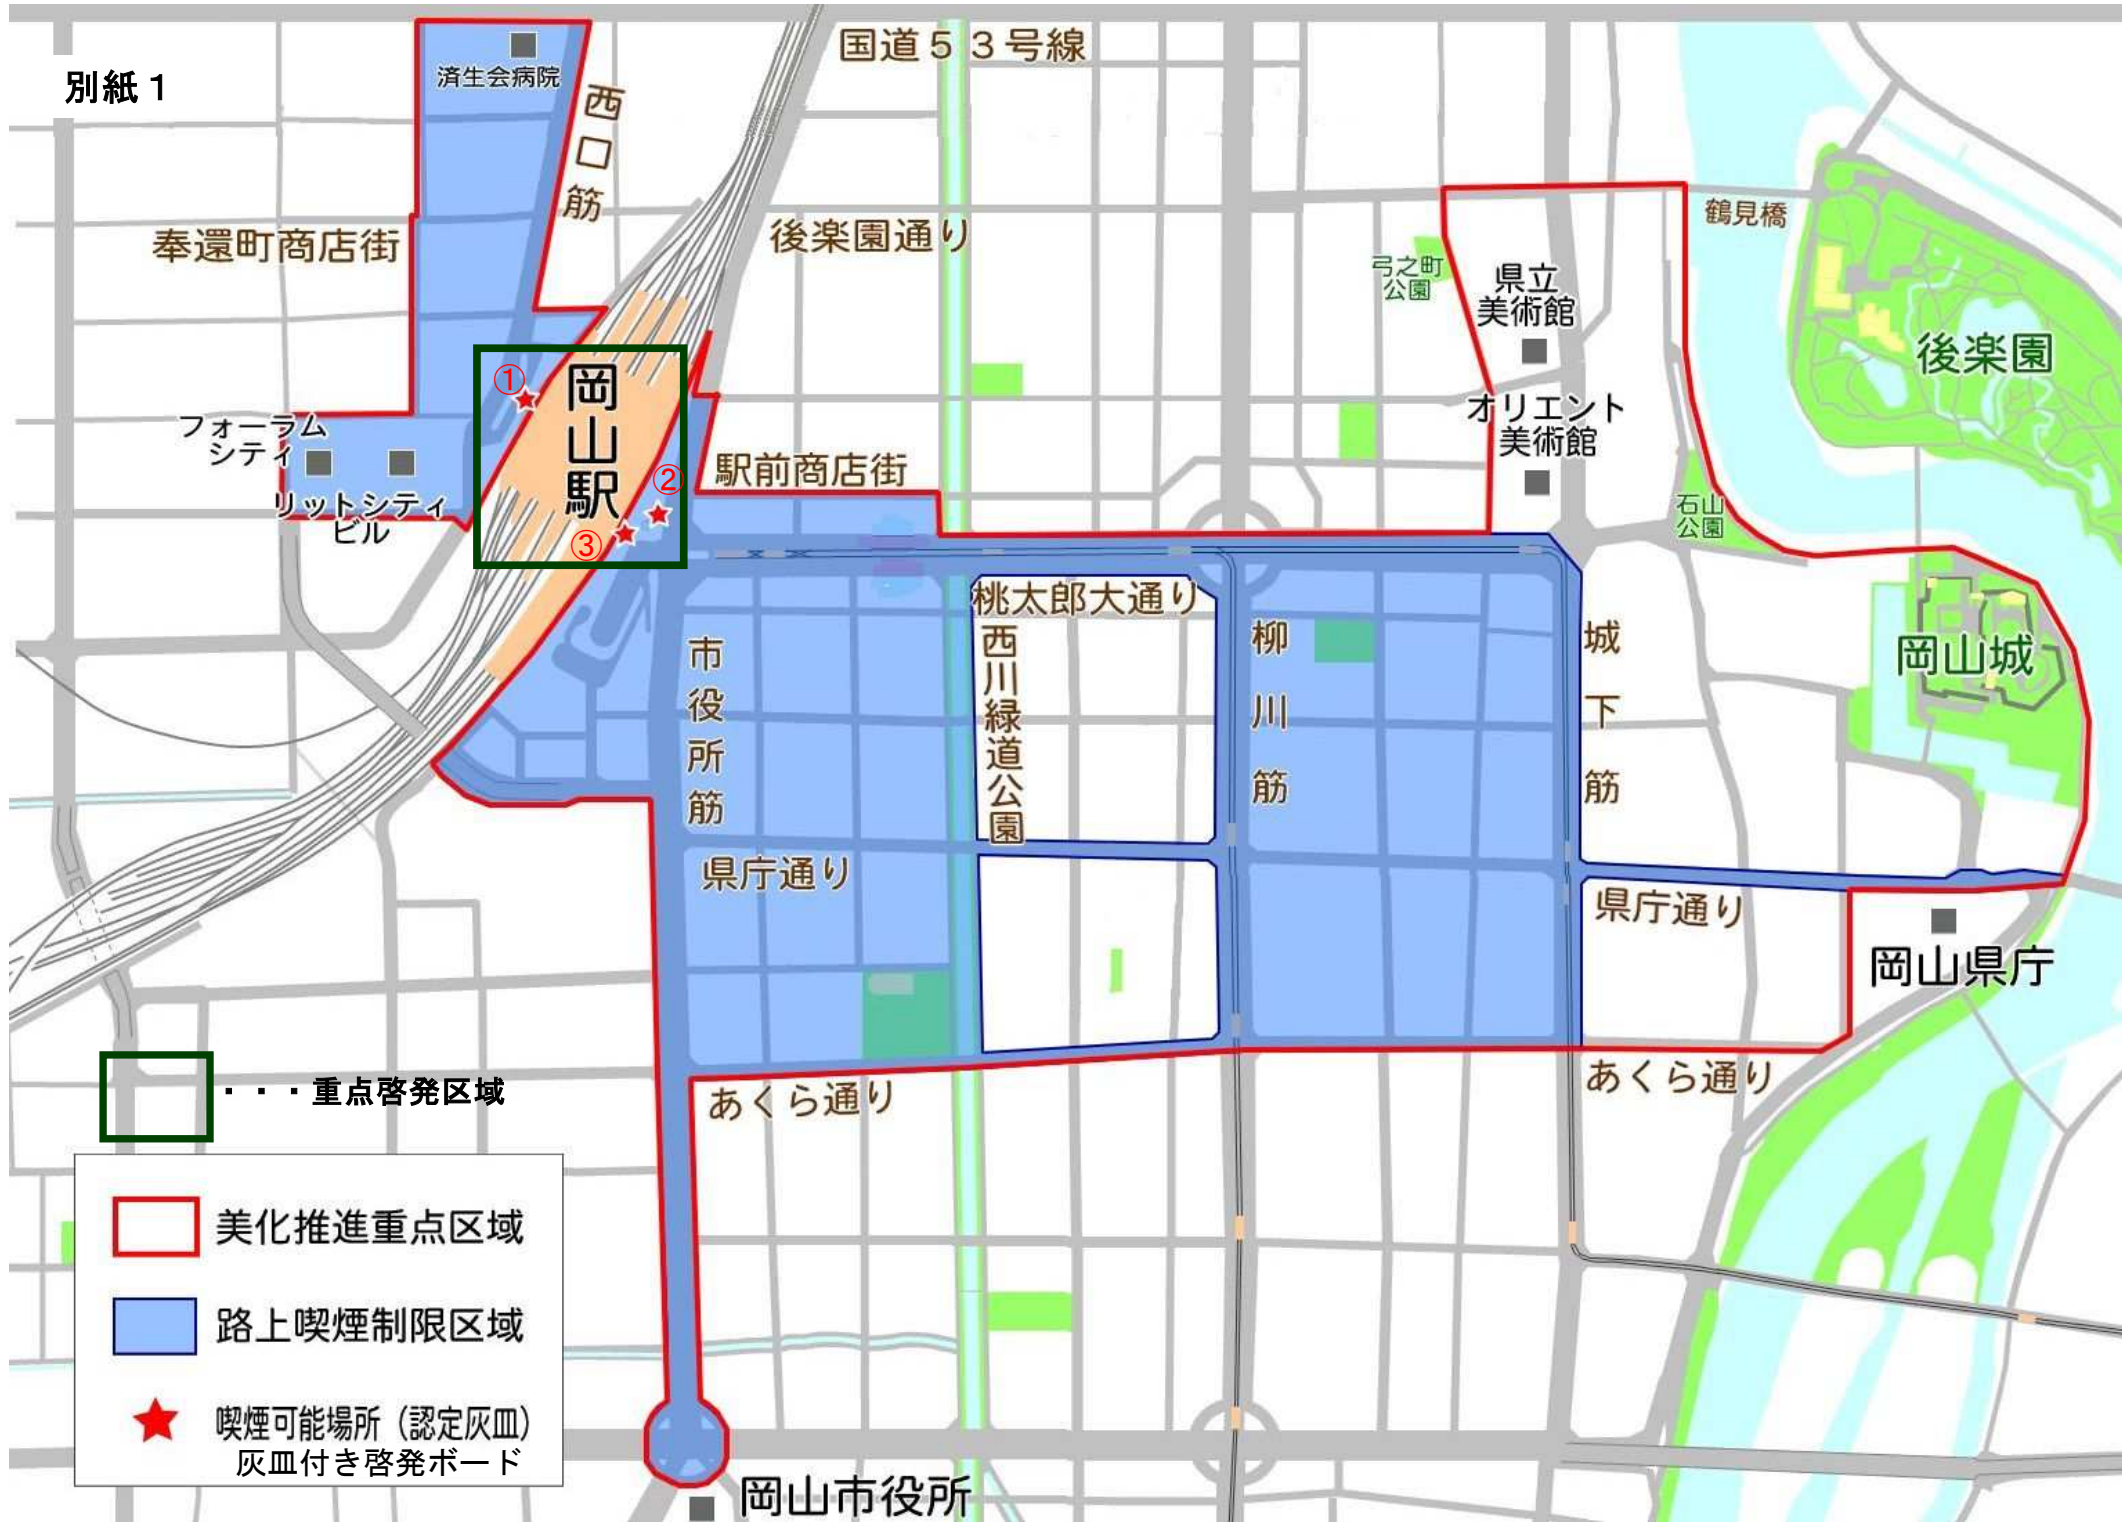 別紙１
済生会病院
国道５３号線
西口筋
奉還町商店街
後楽園通り
鶴見橋
弓之町
公園
県立
美術館
後楽園
①
岡山駅
フォーラム
シティ
リットシティ
ビル
②
③
駅前商店街
オリエント
美術館
石山
公園
桃太郎大通り
市役所筋
西川緑道公園
柳川筋
城下筋
岡山城
県庁通り
県庁通り
岡山県庁
あくら通り
あくら通り
・・・重点啓発区域
美化推進重点区域
路上喫煙制限区域
喫煙可能場所（認定灰皿）
灰皿付き啓発ボード
岡山市役所